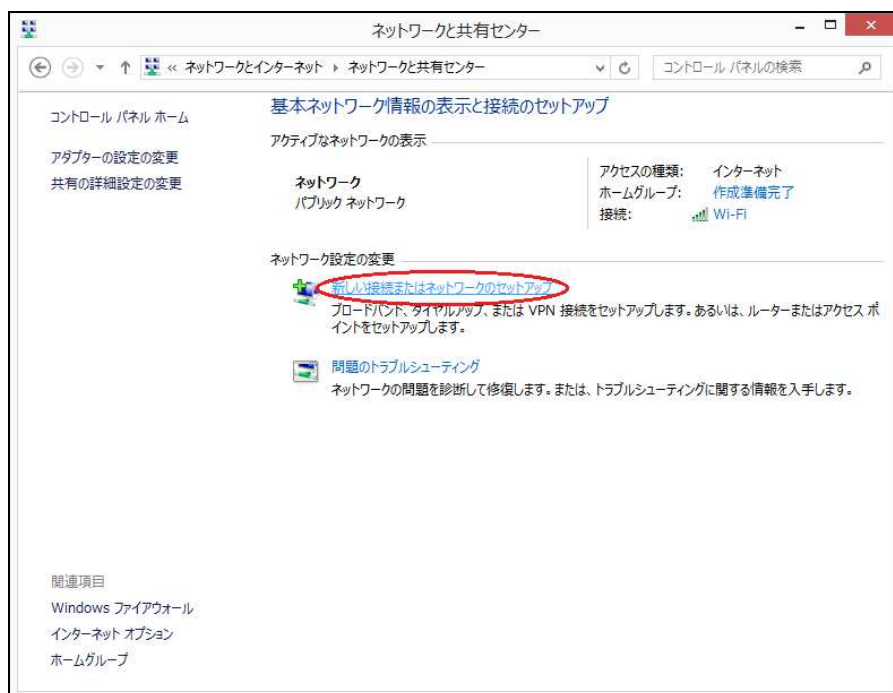 ネットワークと共有センター
« ネットワークとインターネット ▸ ネットワークと共有センター
コントロール パネルの検索
コントロール パネル ホーム
アダプターの設定の変更
共有の詳細設定の変更
基本ネットワーク情報の表示と接続のセットアップ
アクティブなネットワークの表示
ネットワーク
パブリック ネットワーク
アクセスの種類: インターネット
ホームグループ: 作成準備完了
接続: Wi-Fi
ネットワーク設定の変更
新しい接続またはネットワークのセットアップ
ブロードバンド、ダイヤルアップ、または VPN 接続をセットアップします。あるいは、ルーターまたはアクセス ポ
イントをセットアップします。
問題のトラブルシューティング
ネットワークの問題を診断して修復します。または、トラブルシューティングに関する情報を入手します。
関連項目
Windows ファイアウォール
インターネット オプション
ホームグループ